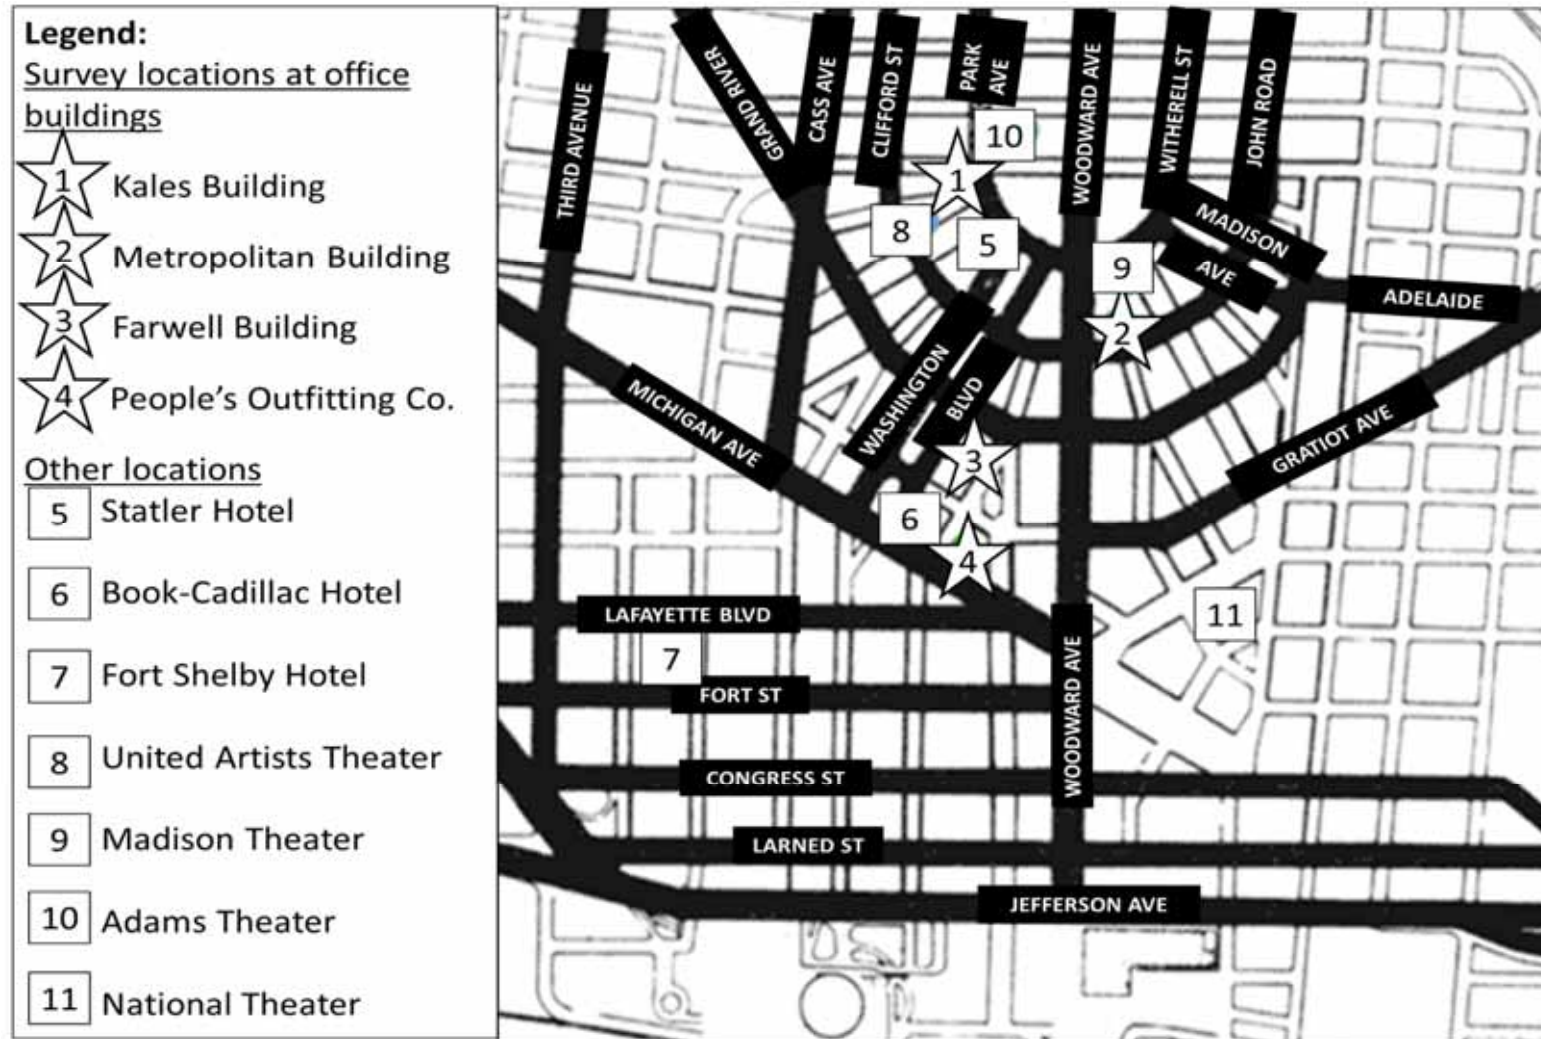 Legend:
Survey locations at office
buildings
1 Kales Building
2 Metropolitan Building
3 Farwell Building
4 People's Outfitting Co.
Other locations
5 Statler Hotel
6 Book-Cadillac Hotel
7 Fort Shelby Hotel
8 United Artists Theater
9 Madison Theater
10 Adams Theater
11 National Theater
THIRD AVENUE
GRAND RIVER
CASS AVE
CLIFFORD ST
PARK
AVE
WOODWARD AVE
WITHERELL ST
JOHN ROAD
10
1
MADISON
AVE
8
5
9
ADELAIDE
2
WASHINGTON
BLVD
MICHIGAN AVE
GRATIOT AVE
3
6
4
LAFAYETTE BLVD
11
7
FORT ST
WOODWARD AVE
CONGRESS ST
LARNED ST
JEFFERSON AVE